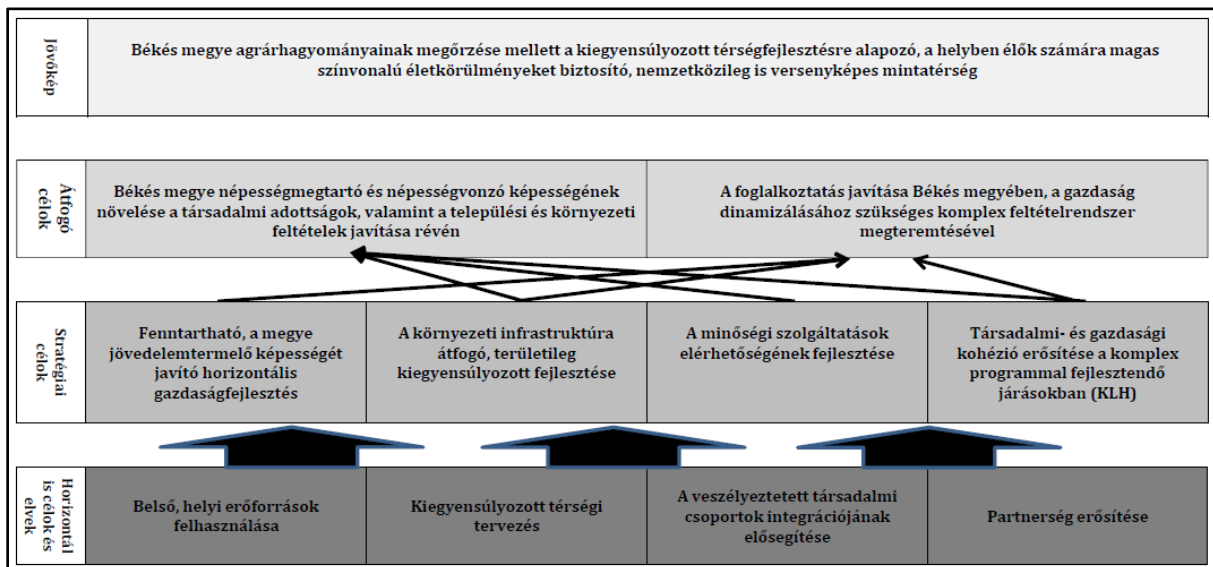 Jövőkép
Békés megye agrárhagyományainak megőrzése mellett a kiegyensúlyozott térségfejlesztésre alapozó, a helyben élők számára magas
színvonalú életkörülményeket biztosító, nemzetközileg is versenyképes mintatérség
Átfogó
célok
Békés megye népességmegtartó és népességvonzó képességének
növelése a társadalmi adottságok, valamint a települési és környezeti
feltételek javítása révén
A foglalkoztatás javítása Békés megyében, a gazdaság
dinamizálásához szükséges komplex feltételrendszer
megteremtésével
Stratégiai
célok
Fenntartható, a megye
jövedelemtermelő képességét
javító horizontális
gazdaságfejlesztés
A környezeti infrastruktúra
átfogó, területileg
kiegyensúlyozott fejlesztése
A minőségi szolgáltatások
elérhetőségének fejlesztése
Társadalmi- és gazdasági
kohézió erősítése a komplex
programmal fejlesztendő
járásokban (KLH)
Horizontál
is célok és
elvek
Belső, helyi erőforrások
felhasználása
Kiegyensúlyozott térségi
tervezés
A veszélyeztetett társadalmi
csoportok integrációjának
elősegítése
Partnerség erősítése